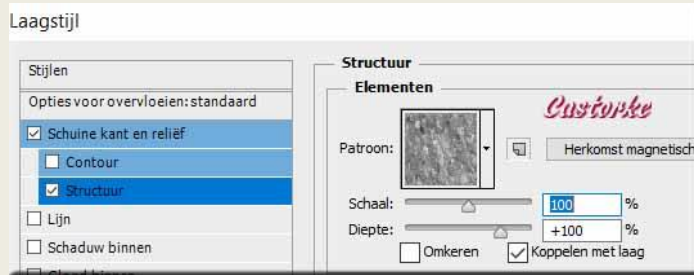 Laagstijl
Stijlen
Opties voor overvloeien: standaard
Schuine kant en reliëf
Contour
Structuur
Lijn
Schaduw binnen
Structuur
Elementen
Custorke
Patroon:
Herkomst magnetisch
Schaal: 100 %
Diepte: +100 %
Omkeren Koppelen met laag